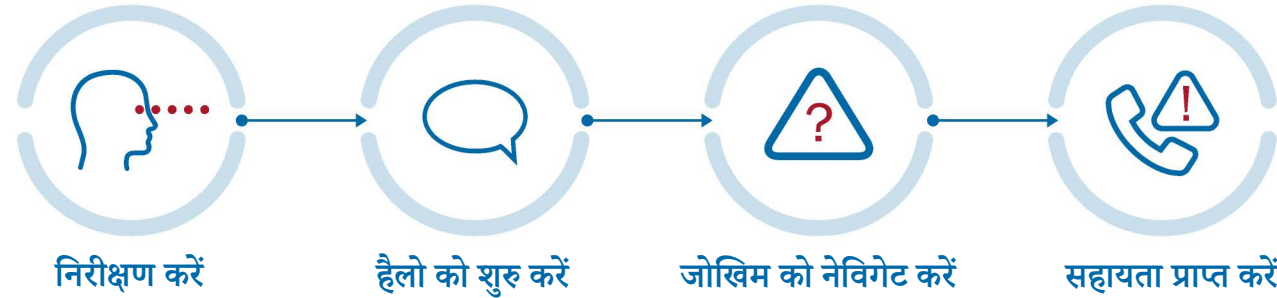 ?
!
निरीक्षण करें
हैलो को शुरु करें
जोखिम को नेविगेट करें
सहायता प्राप्त करें